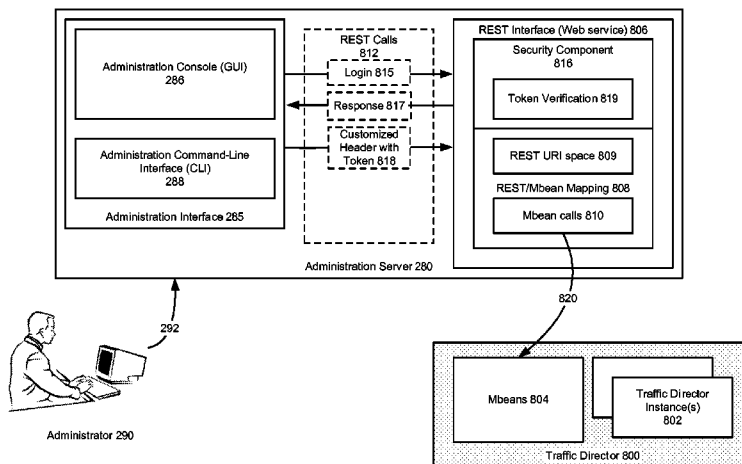 Administration Console (GUI)
286
Administration Command-Line
Interface (CLI)
288
Administration Interface 285
REST Calls
812
Login 815
Response 817
Customized
Header with
Token 818
REST Interface (Web service) 806
Security Component
816
Token Verification 819
REST URI space 809
REST/Mbean Mapping 808
Mbean calls 810
Administration Server 280
292
820
Administrator 290
Mbeans 804
Traffic Director
Instance(s)
802
Traffic Director 800